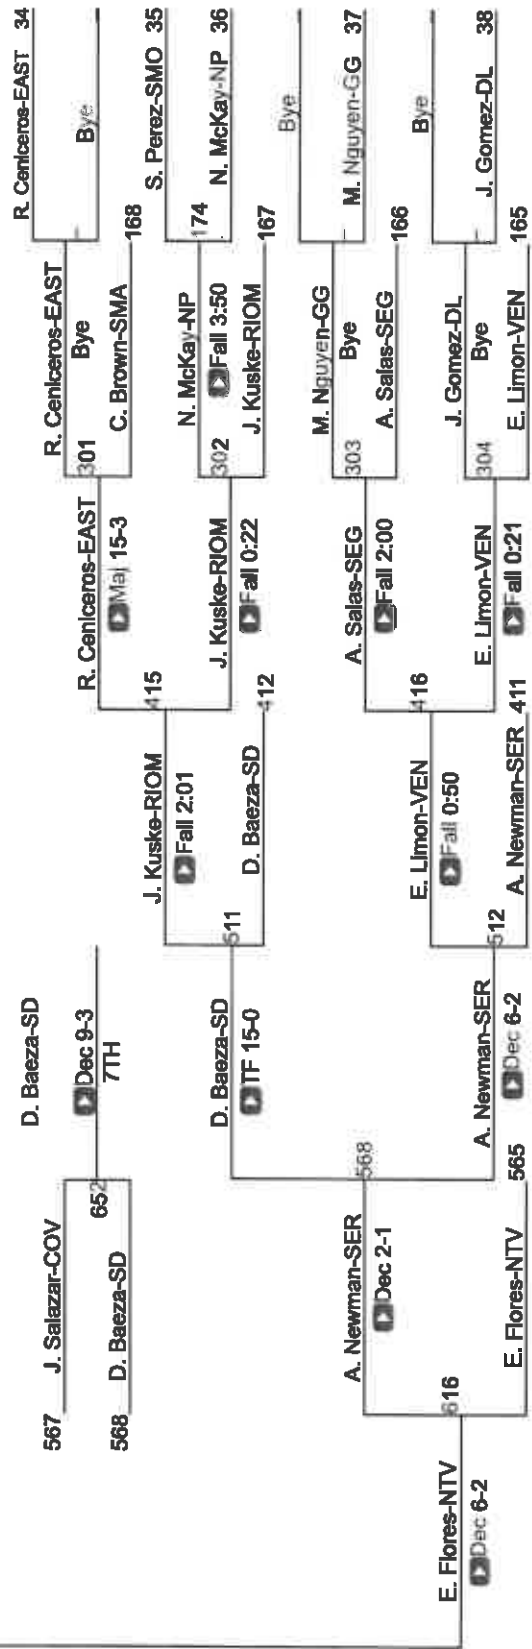 E. Flores-NTV
Dec 6-2
567 J. Salazar-COV
568 D. Baeza-SD
652
D. Baeza-SD
Dec 9-3
7TH
A. Newman-SER
Dec 2-1
616
E. Flores-NTV 565
D. Baeza-SD
TF 15-0
568
A. Newman-SER
Dec 6-2
J. Kuske-RIOM
Fall 2:01
511
D. Baeza-SD 412
E. Limon-VEN
Fall 0:50
512
A. Newman-SER 411
R. Ceniceros-EAST
Maj 15-3
415
J. Kuske-RIOM
Fall 0:22
A. Salas-SEG
Fall 2:00
416
E. Limon-VEN
Fall 0:21
R. Ceniceros-EAST
301 Bye
C. Brown-SMA 168
N. McKay-NP
302 Fall 3:50
J. Kuske-RIOM 167
M. Nguyen-GG
303 Bye
A. Salas-SEG 166
J. Gomez-DL
304 Bye
E. Limon-VEN 165
R. Ceniceros-EAST 34
Bye
S. Perez-SMO 35
174
N. McKay-NP 36
Bye
M. Nguyen-GG 37
Bye
J. Gomez-DL 38